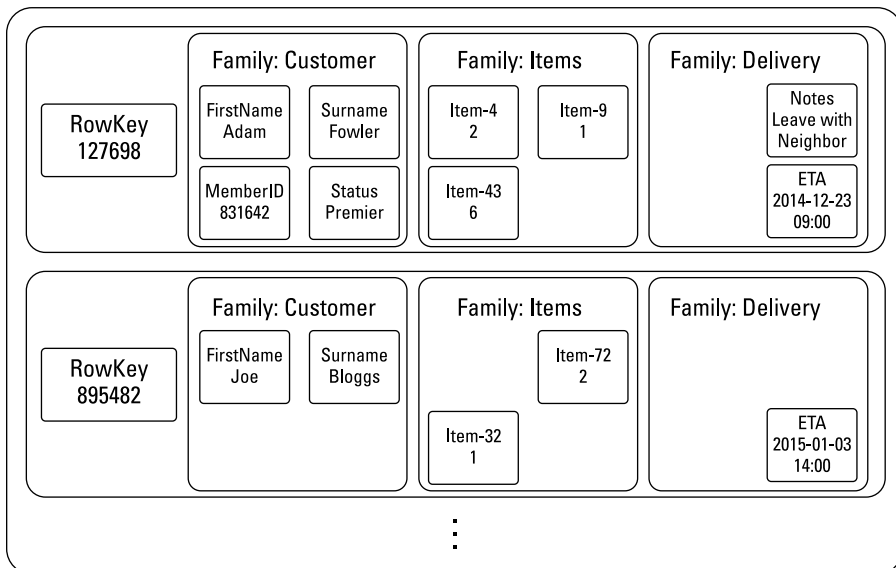 Family: Customer
Family: Items
Family: Delivery
RowKey
127698
FirstName
Adam
Surname
Fowler
MemberID
831642
Status
Premier
Item-4
2
Item-9
1
Item-43
6
Notes
Leave with
Neighbor
ETA
2014-12-23
09:00
Family: Customer
Family: Items
Family: Delivery
RowKey
895482
FirstName
Joe
Surname
Bloggs
Item-72
2
Item-32
1
ETA
2015-01-03
14:00